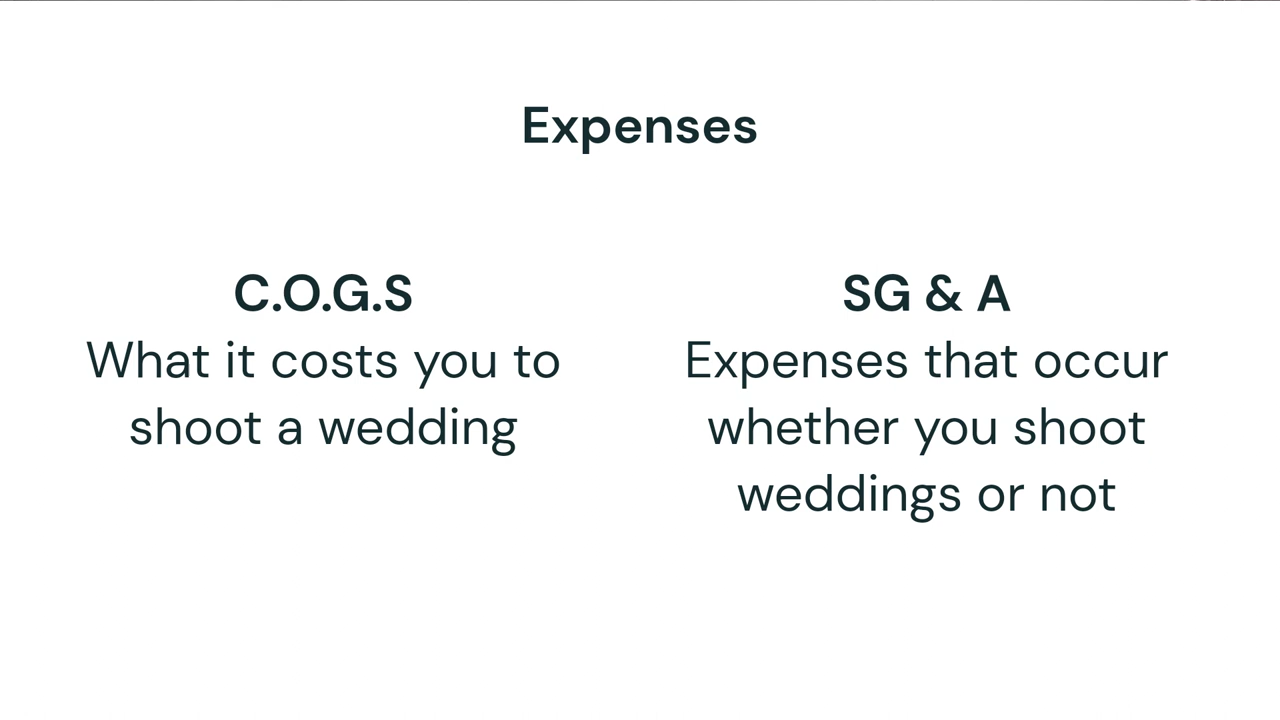 Expenses
C.O.G.S
What it costs you to
shoot a wedding
SG & A
Expenses that occur
whether you shoot
weddings or not